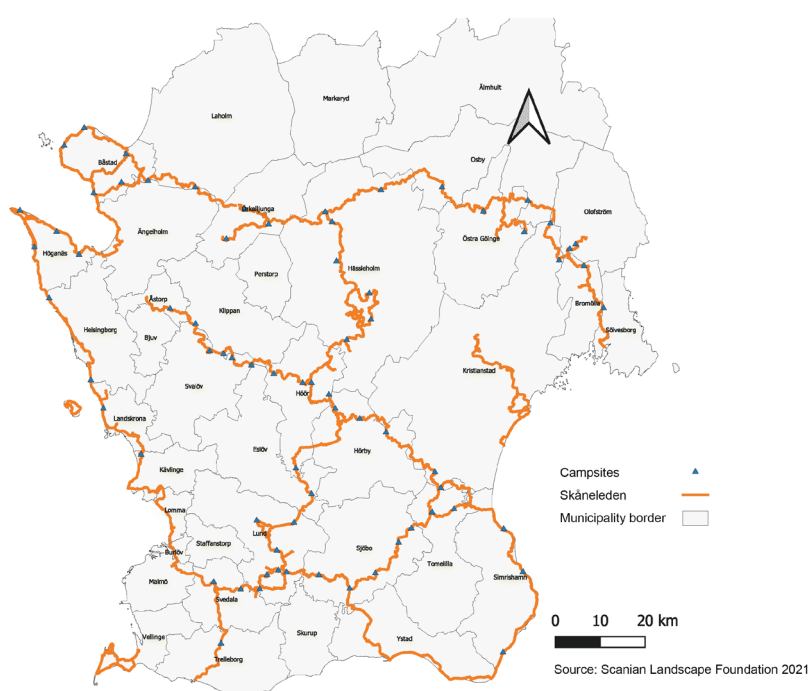 Älmhult
Markaryd
Laholm
Osby
Båstad
Olofström
Örkelljunga
Ängelholm
Östra Göinge
Höganäs
Perstorp
Hässleholm
Åstorp
Klippan
Bromölla
Helsingborg
Bjuv
Sölvesborg
Kristianstad
Svalöv
Höör
Landskrona
Eslöv
Hörby
Kävlinge
Campsites
Skåneleden
Municipality border
Lomma
Lund
Staffanstorp
Burlöv
Sjöbo
Tomelilla
Malmö
Simrishamn
Svedala
Vellinge
Skurup
Ystad
Trelleborg
0 10 20 km
Source: Scanian Landscape Foundation 2021